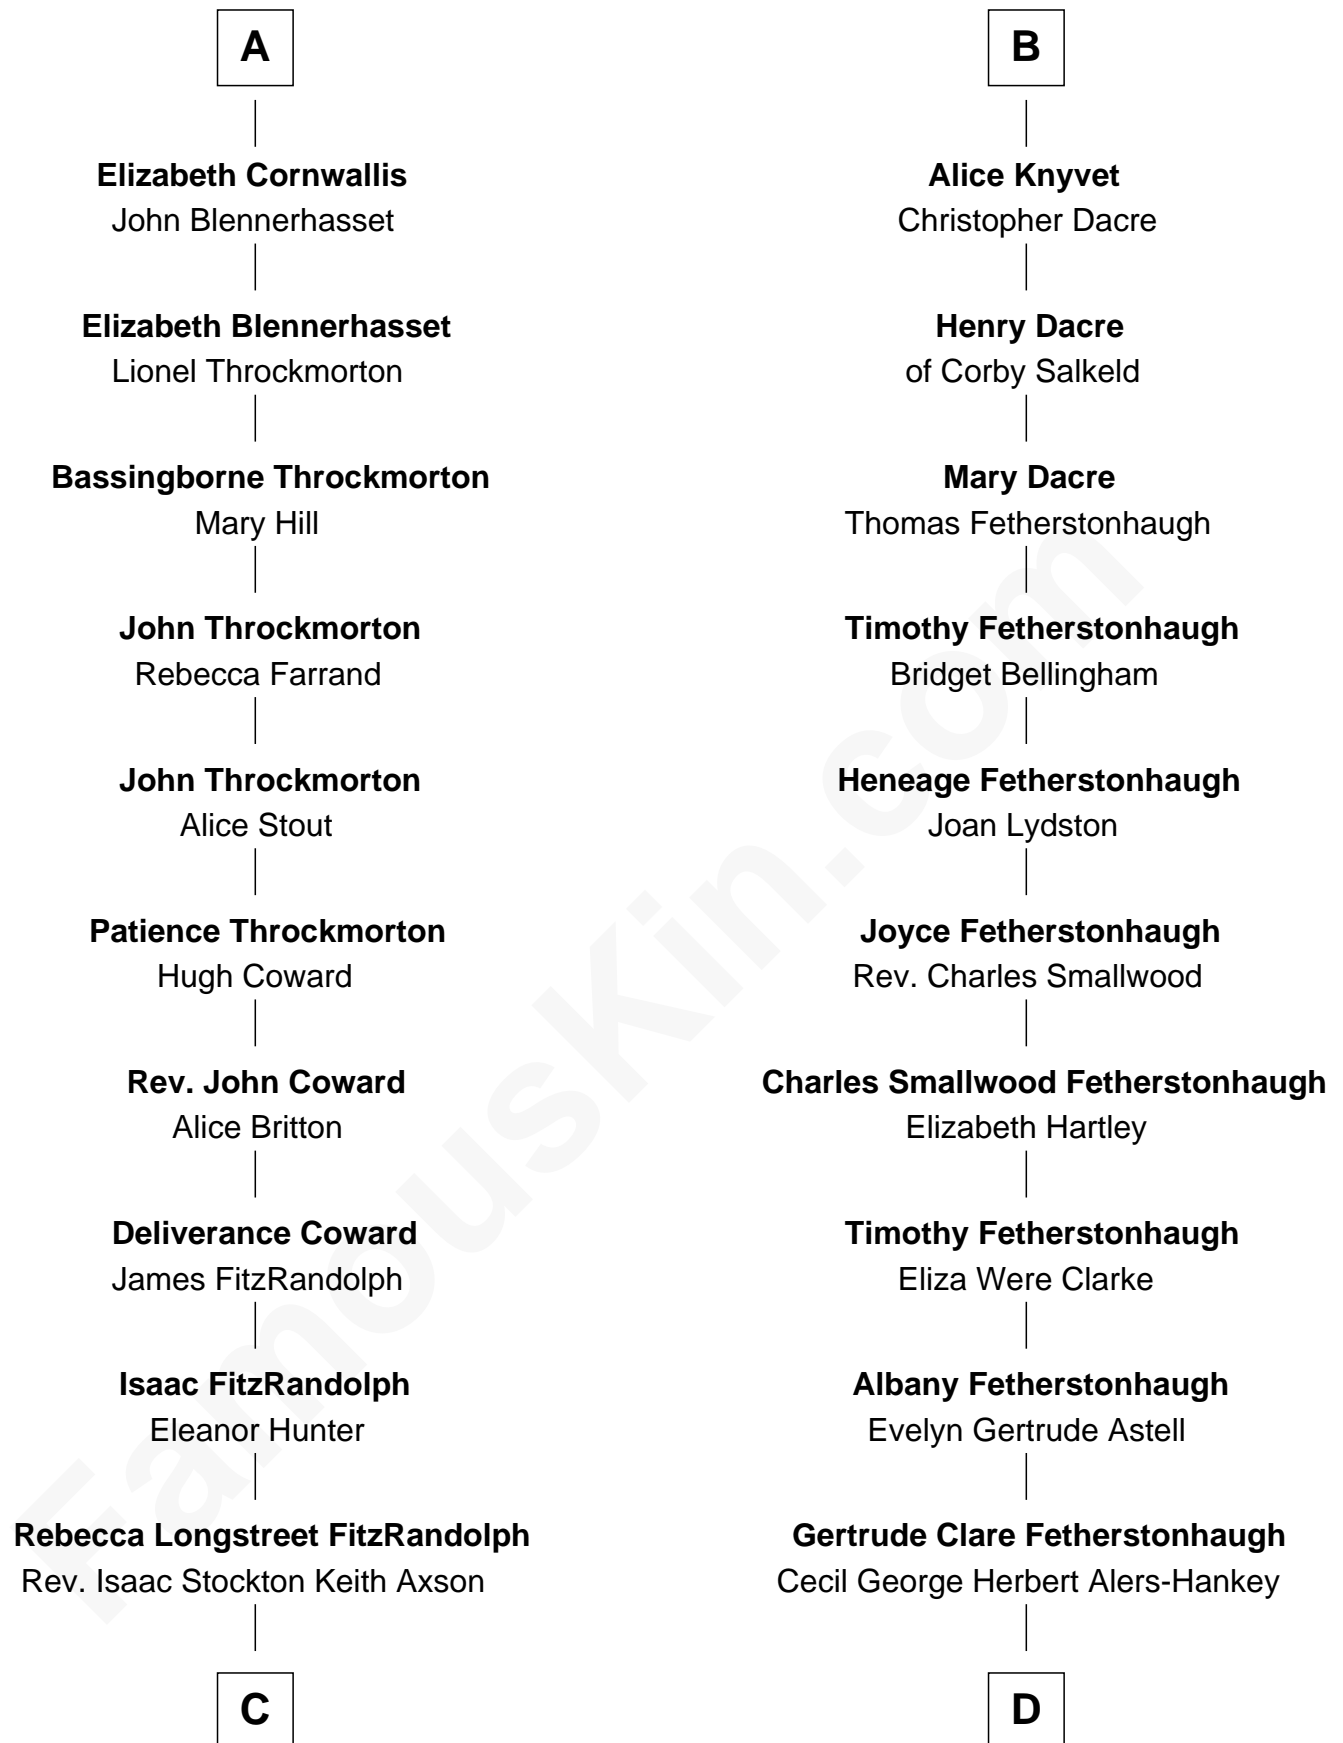 A
Elizabeth Cornwallis
John Blennerhasset
Elizabeth Blennerhasset
Lionel Throckmorton
Bassingborne Throckmorton
Mary Hill
John Throckmorton
Rebecca Farrand
John Throckmorton
Alice Stout
Patience Throckmorton
Hugh Coward
Rev. John Coward
Alice Britton
Deliverance Coward
James FitzRandolph
Isaac FitzRandolph
Eleanor Hunter
Rebecca Longstreet FitzRandolph
Rev. Isaac Stockton Keith Axson
C
B
Alice Knyvet
Christopher Dacre
Henry Dacre
of Corby Salkeld
Mary Dacre
Thomas Fetherstonhaugh
Timothy Fetherstonhaugh
Bridget Bellingham
Heneage Fetherstonhaugh
Joan Lydston
Joyce Fetherstonhaugh
Rev. Charles Smallwood
Charles Smallwood Fetherstonhaugh
Elizabeth Hartley
Timothy Fetherstonhaugh
Eliza Were Clarke
Albany Fetherstonhaugh
Evelyn Gertrude Astell
Gertrude Clare Fetherstonhaugh
Cecil George Herbert Alers-Hankey
D
FamousKin.com